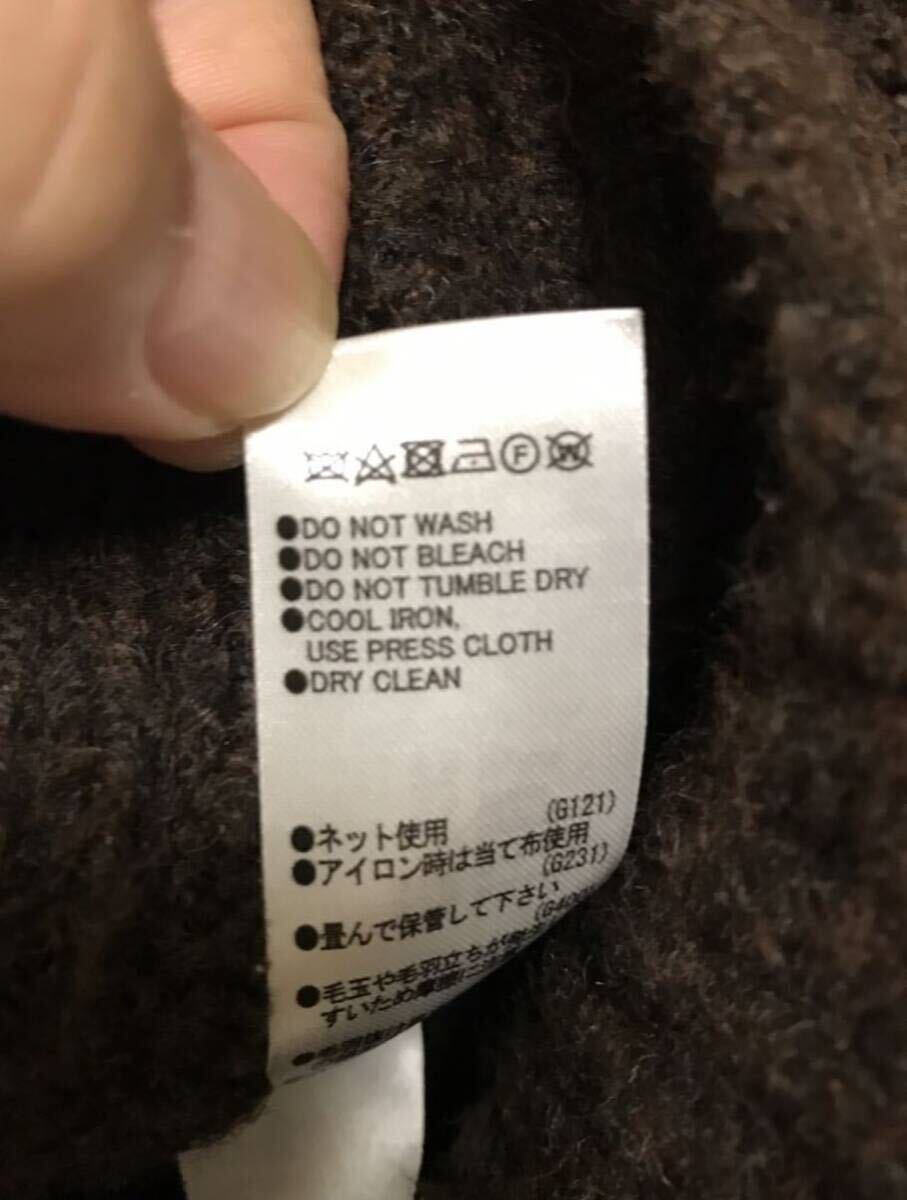 F W
●DO NOT WASH
●DO NOT BLEACH
●DO NOT TUMBLE DRY
●COOL IRON,
USE PRESS CLOTH
●DRY CLEAN
●ネット使用 (G121)
●アイロン時は当て布使用
(G231)
●畳んで保管して下さい
●毛玉や毛羽立ちが
すいため摩擦に